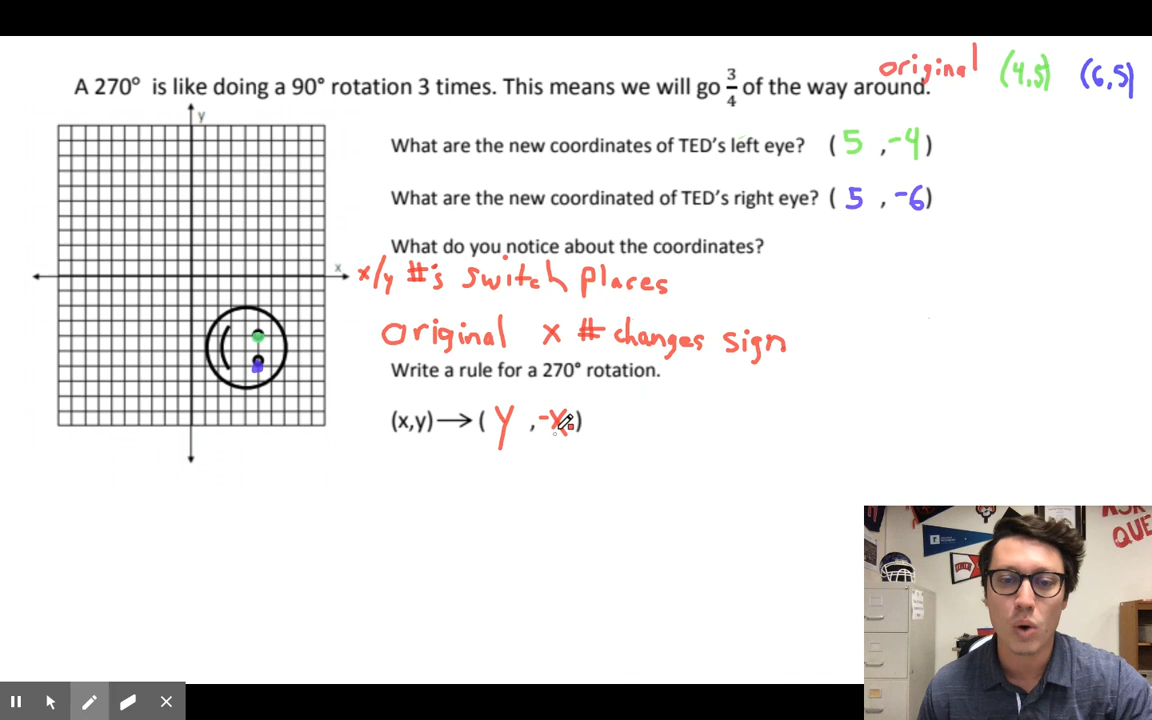 original (4,5) (6,5)
A 270° is like doing a 90° rotation 3 times. This means we will go 3/4 of the way around.
y
What are the new coordinates of TED's left eye? (5 ,-4)
What are the new coordinated of TED's right eye? (5 ,-6)
What do you notice about the coordinates?
x
x/y #'s switch places
original x # changes sign
Write a rule for a 270° rotation.
(x,y)→( y ,-x)
ASK
QUE